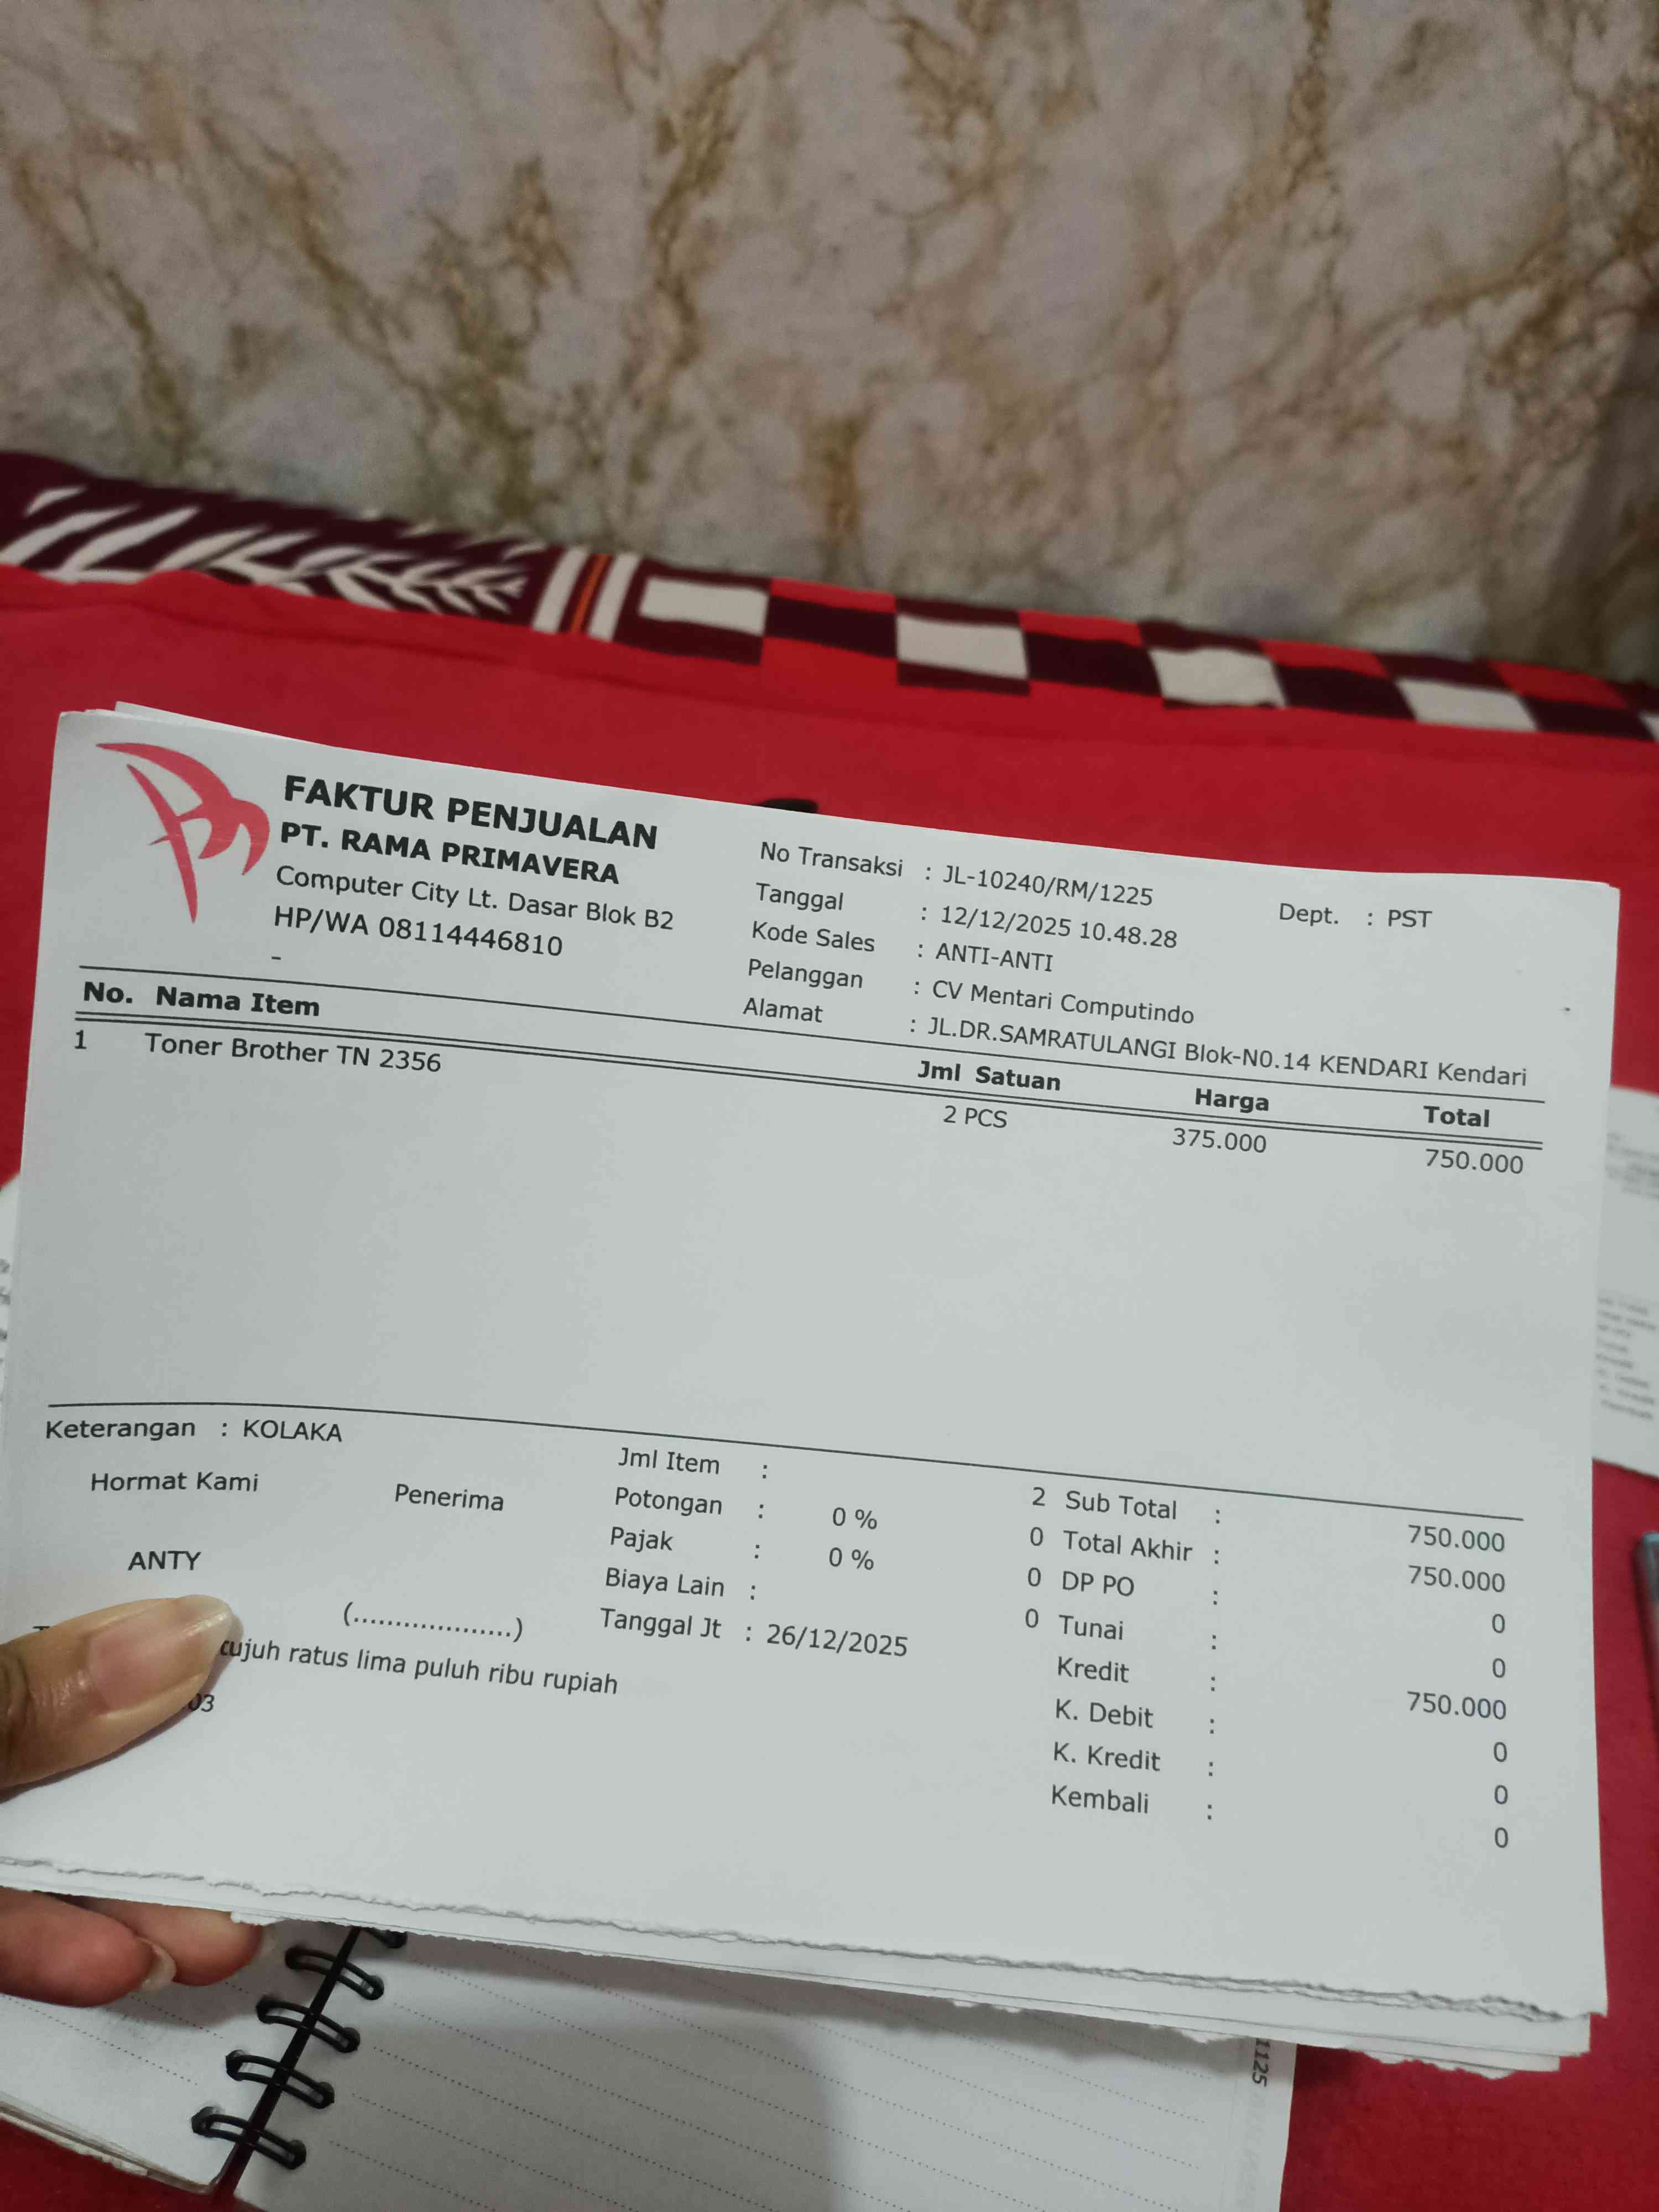 FAKTUR PENJUALAN
PT. RAMA PRIMAVERA
Computer City Lt. Dasar Blok B2
HP/WA 08114446810
-
No Transaksi : JL-10240/RM/1225 Dept. : PST
Tanggal : 12/12/2025 10.48.28
Kode Sales : ANTI-ANTI
Pelanggan : CV Mentari Computindo
Alamat : JL.DR.SAMRATULANGI Blok-N0.14 KENDARI Kendari
No. Nama Item Jml Satuan Harga Total
1 Toner Brother TN 2356 2 PCS 375.000 750.000
Keterangan : KOLAKA
Hormat Kami Penerima
ANTY
(...................)
Jml Item : 2
Potongan : 0 % 0
Pajak : 0 % 0
Biaya Lain : 0
Tanggal Jt : 26/12/2025
Sub Total : 750.000
Total Akhir : 750.000
DP PO : 0
Tunai : 0
Kredit : 750.000
K. Debit : 0
K. Kredit : 0
Kembali : 0
tujuh ratus lima puluh ribu rupiah
03
1125